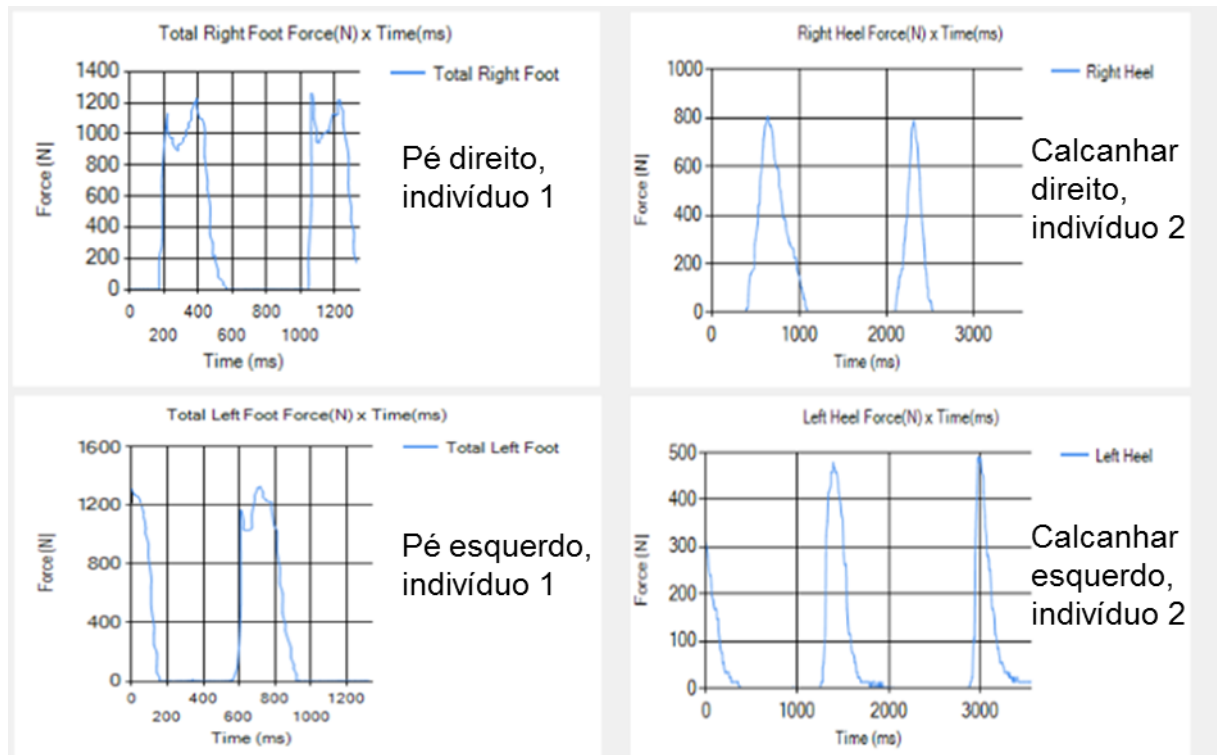 Total Right Foot Force(N) x Time(ms)
1400
1200
1000
800
600
400
200
0
Force (N)
0 400 800 1200
200 600 1000
Time (ms)
Total Right Foot
Pé direito,
indivíduo 1
Right Heel Force(N) x Time(ms)
1000
800
600
400
200
0
Force (N)
0 1000 2000 3000
Time (ms)
Right Heel
Calcanhar
direito,
indivíduo 2
Total Left Foot Force(N) x Time(ms)
1600
1200
800
400
0
Force (N)
0 400 800 1200
200 600 1000
Time (ms)
Total Left Foot
Pé esquerdo,
indivíduo 1
Left Heel Force(N) x Time(ms)
500
400
300
200
100
0
Force (N)
0 1000 2000 3000
Time (ms)
Left Heel
Calcanhar
esquerdo,
indivíduo 2